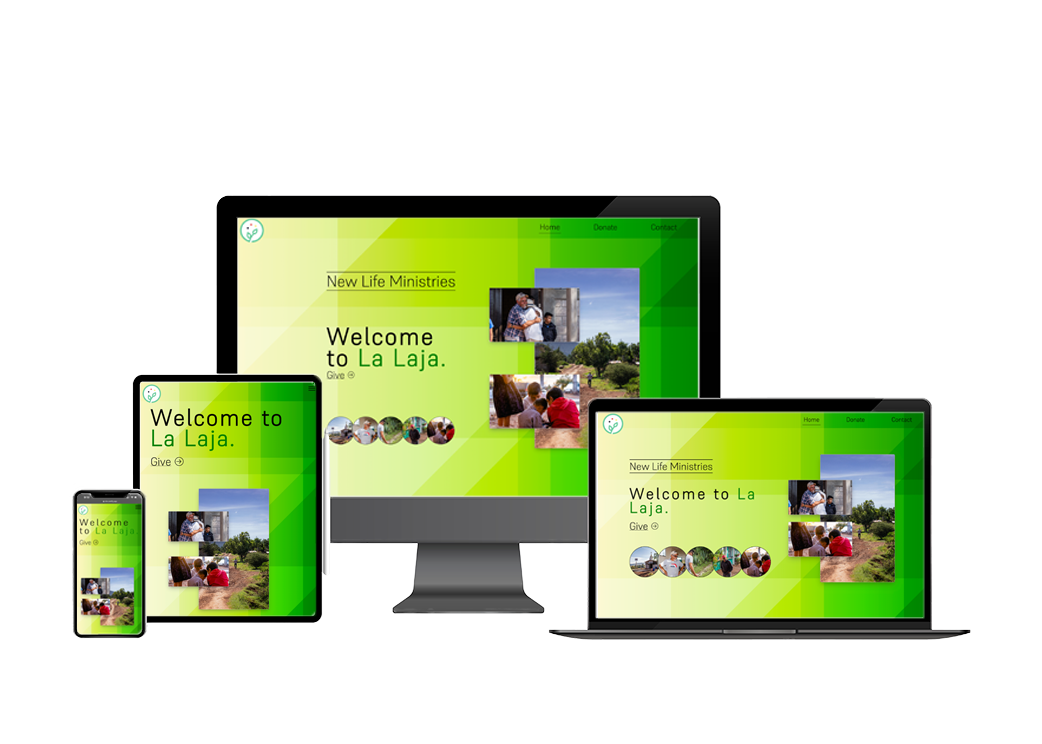 Home Donate Contact
New Life Ministries
Welcome
to La Laja.
Give
Welcome to
La Laja.
Give
Welcome
to La Laja.
Give
Home Donate Contact
New Life Ministries
Welcome to La
Laja.
Give